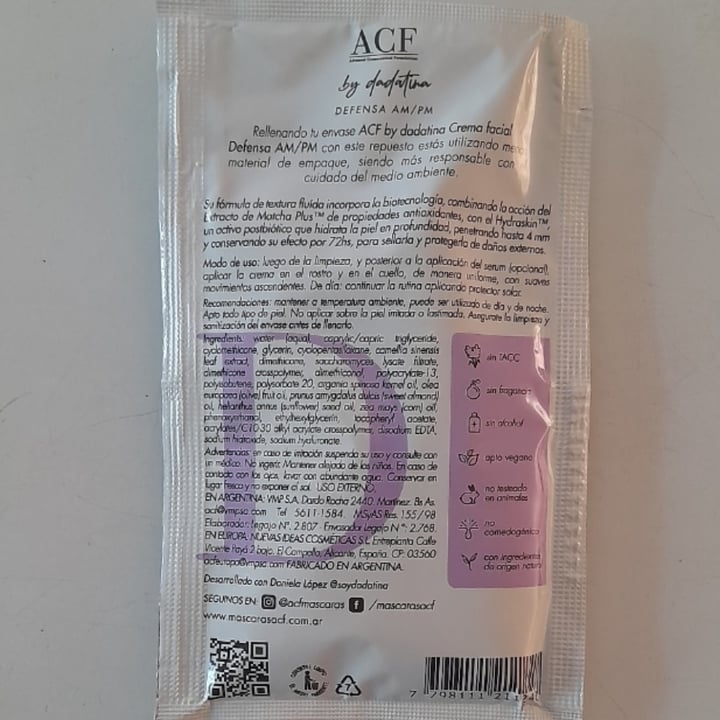 ACF
by dadatina
DEFENSA AM/PM
Rellenando tu envase ACF by dadatina Crema facial
Defensa AM/PM con este repuesto estás utilizando
material de empaque, siendo más responsable con
cuidado del medio ambiente.
Su fórmula de textura fluida incorpora la biotecnología, combinando la acción del
Extracto de Matcha Plus™ de propiedades antioxidantes, con el Hydraskin™,
un activo postbiótico que hidrata la piel en profundidad, penetrando hasta 4 mm
y conservando su efecto por 72hs, para sellarla y protegerla de daños externos.
Modo de uso: luego de la limpieza, y posterior a la aplicación del serum (opcional),
aplicar la crema en el rostro y en el cuello, de manera uniforme, con suaves
movimientos ascendentes. De día: continuar la rutina aplicando protector solar.
Recomendaciones: mantener a temperatura ambiente, puede ser utilizado de día y de noche.
Apto todo tipo de piel. No aplicar sobre la piel irritada o lastimada. Asegurate la limpieza y
sanitización del envase antes de llenarlo.
Ingredients: water (aqua), caprylic/capric triglyceride,
cyclomethicone, glycerin, cyclopentasiloxane, camellia sinensis
leaf extract, dimethicone, saccharomyces lysate filtrate,
dimethicone crosspolymer, dimethiconol, polyacrylate-13,
polyisobutene, polysorbate 20, argania spinosa kernel oil, olea
europaea (olive) fruit oil, prunus amygdalus dulcis (sweet almond)
oil, helianthus annus (sunflower) seed oil, zea mays (corn) oil,
phenoxyethanol, ethylhexylglycerin, tocopheryl acetate,
acrylates/C10-30 alkyl acrylate crosspolymer, disodium EDTA,
sodium hidroxide, sodium hyaluronate.
Advertencias: en caso de irritación suspenda su uso y consulte con
un médico. No ingerir. Mantener alejado de los niños. En caso de
contacto con los ojos, lavar con abundante agua. Conservar en
lugar fresco y no exponer al sol. USO EXTERNO.
EN ARGENTINA: VMP S.A. Dardo Rocha 2440. Martínez. Bs As.
acf@vmpsa.com Tel 5611-1584. MSyAS Res. 155/98
Elaborador: Legajo N°. 2.807. Envasador Legajo N°: 2.768.
EN EUROPA: NUEVAS IDEAS COSMETICAS S.L Entreplanta Calle
Vicente Payá 2 bajo, El Campello, Alicante, España. CP: 03560
acfeuropa@vmpsa.com FABRICADO EN ARGENTINA.
Desarrollado con Daniela López @soydadatina
SEGUINOS EN: @acfmascaras /mascarasacf
www.mascarasacf.com.ar
sin TACC
sin fragancia
sin alcohol
apto vegano
no testeado
en animales
no
comedogénico
con ingredientes
de origen natural
7
7 798111 211